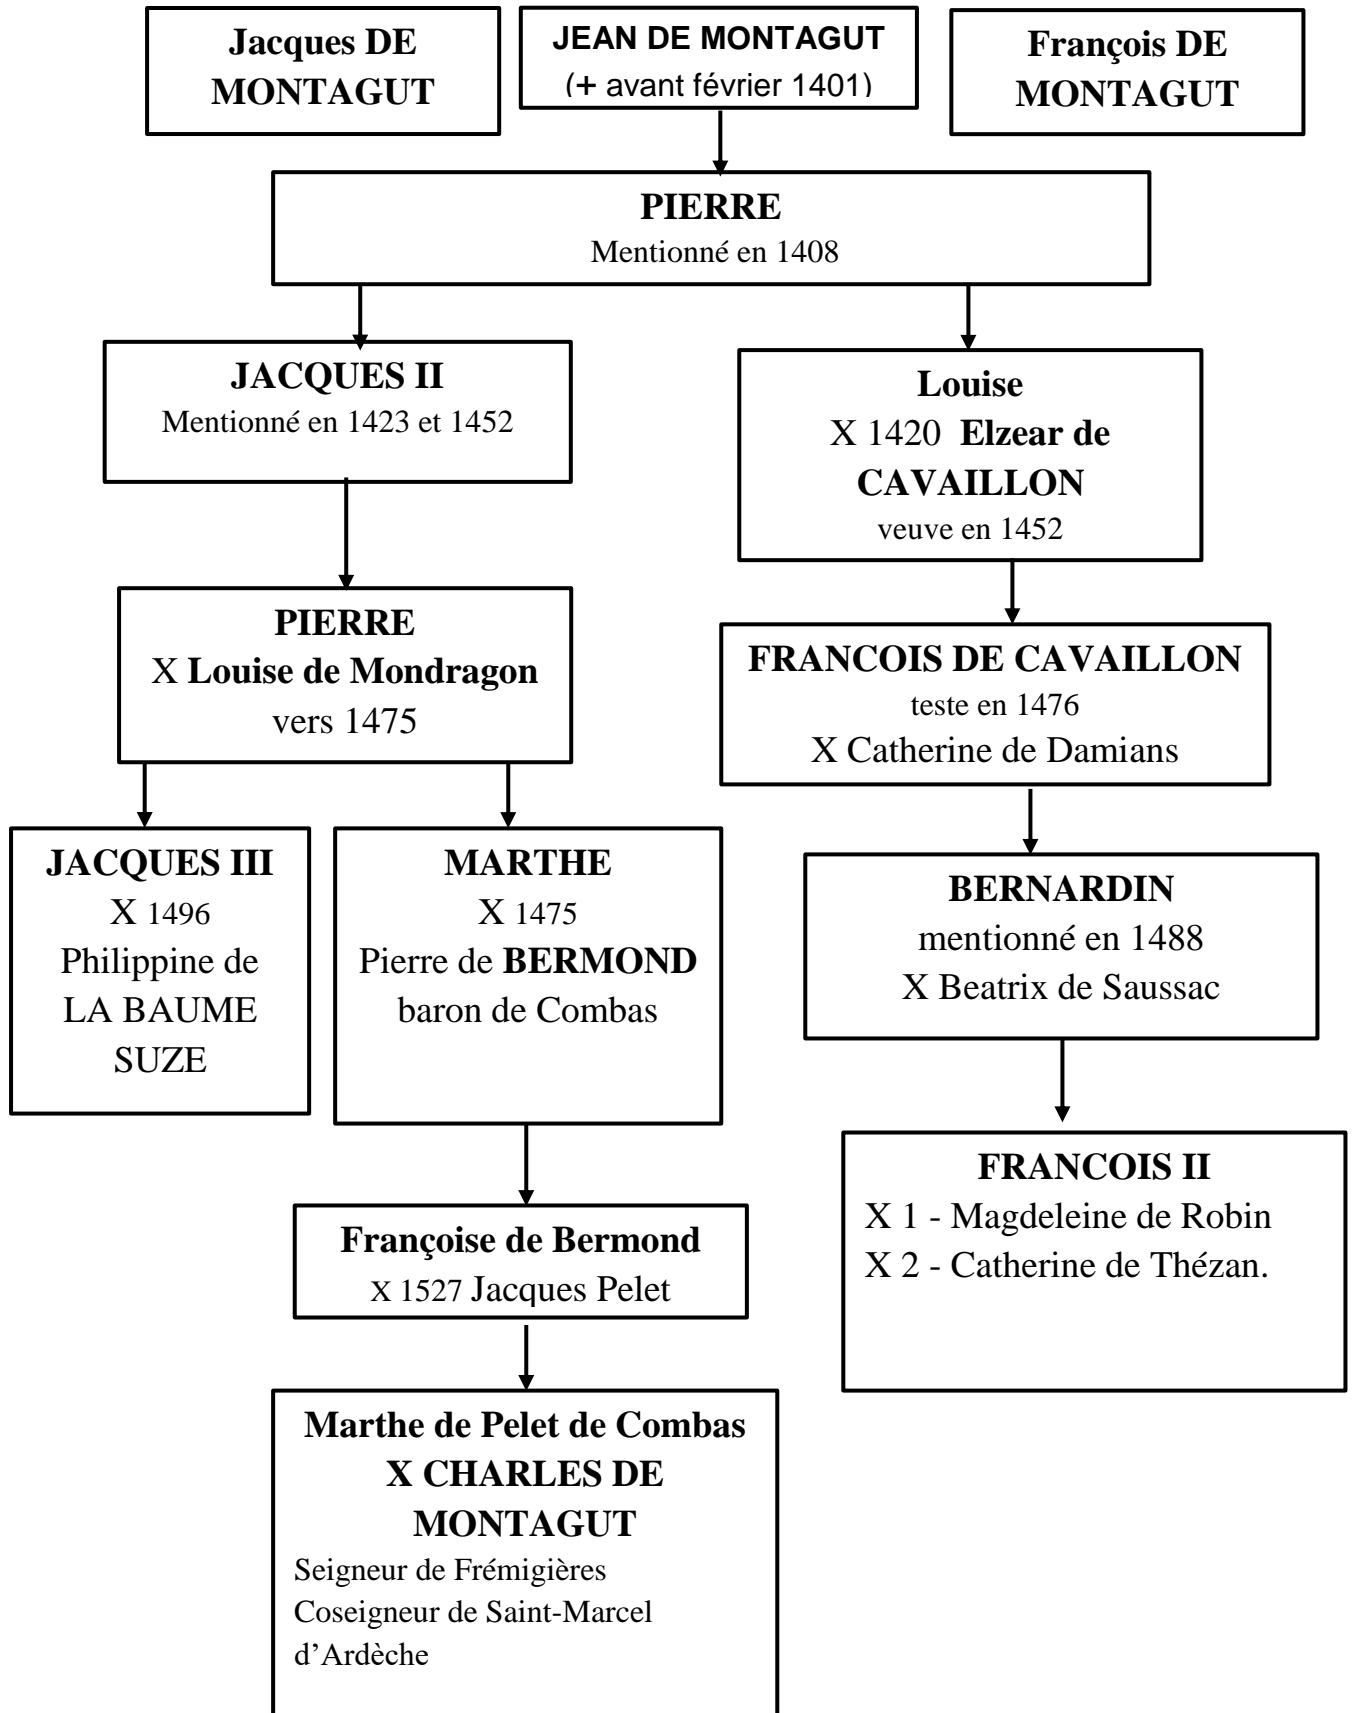 Jacques DE
MONTAGUT
JEAN DE MONTAGUT
(+ avant février 1401)
François DE
MONTAGUT
PIERRE
Mentionné en 1408
JACQUES II
Mentionné en 1423 et 1452
Louise
X 1420 Elzear de
CAVAILLON
veuve en 1452
PIERRE
X Louise de Mondragon
vers 1475
FRANCOIS DE CAVAILLON
teste en 1476
X Catherine de Damians
JACQUES III
X 1496
Philippine de
LA BAUME
SUZE
MARTHE
X 1475
Pierre de BERMOND
baron de Combas
BERNARDIN
mentionné en 1488
X Beatrix de Saussac
Françoise de Bermond
X 1527 Jacques Pelet
FRANCOIS II
X 1 - Magdeleine de Robin
X 2 - Catherine de Thézan.
Marthe de Pelet de Combas
X CHARLES DE
MONTAGUT
Seigneur de Frémigières
Coseigneur de Saint-Marcel
d’Ardèche